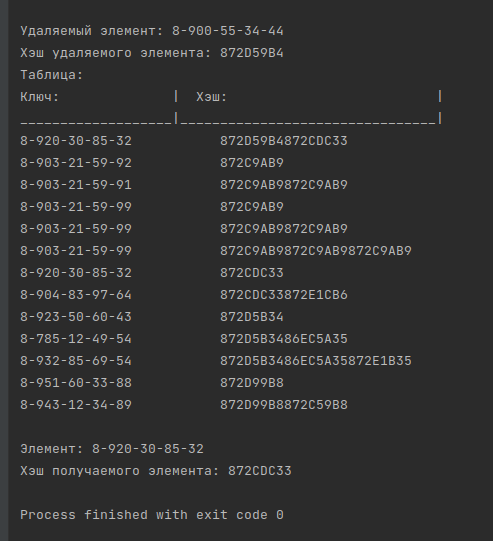 Удаляемый элемент: 8-900-55-34-44
Хэш удаляемого элемента: 872D59B4
Таблица:
Ключ:              |  Хэш:                          |
___________________|________________________________|
8-920-30-85-32           872D59B4872CDC33
8-903-21-59-92           872C9AB9
8-903-21-59-91           872C9AB9872C9AB9
8-903-21-59-99           872C9AB9
8-903-21-59-99           872C9AB9872C9AB9
8-903-21-59-99           872C9AB9872C9AB9872C9AB9
8-920-30-85-32           872CDC33
8-904-83-97-64           872CDC33872E1CB6
8-923-50-60-43           872D5B34
8-785-12-49-54           872D5B3486EC5A35
8-932-85-69-54           872D5B3486EC5A35872E1B35
8-951-60-33-88           872D99B8
8-943-12-34-89           872D99B8872C59B8
Элемент: 8-920-30-85-32
Хэш получаемого элемента: 872CDC33
Process finished with exit code 0